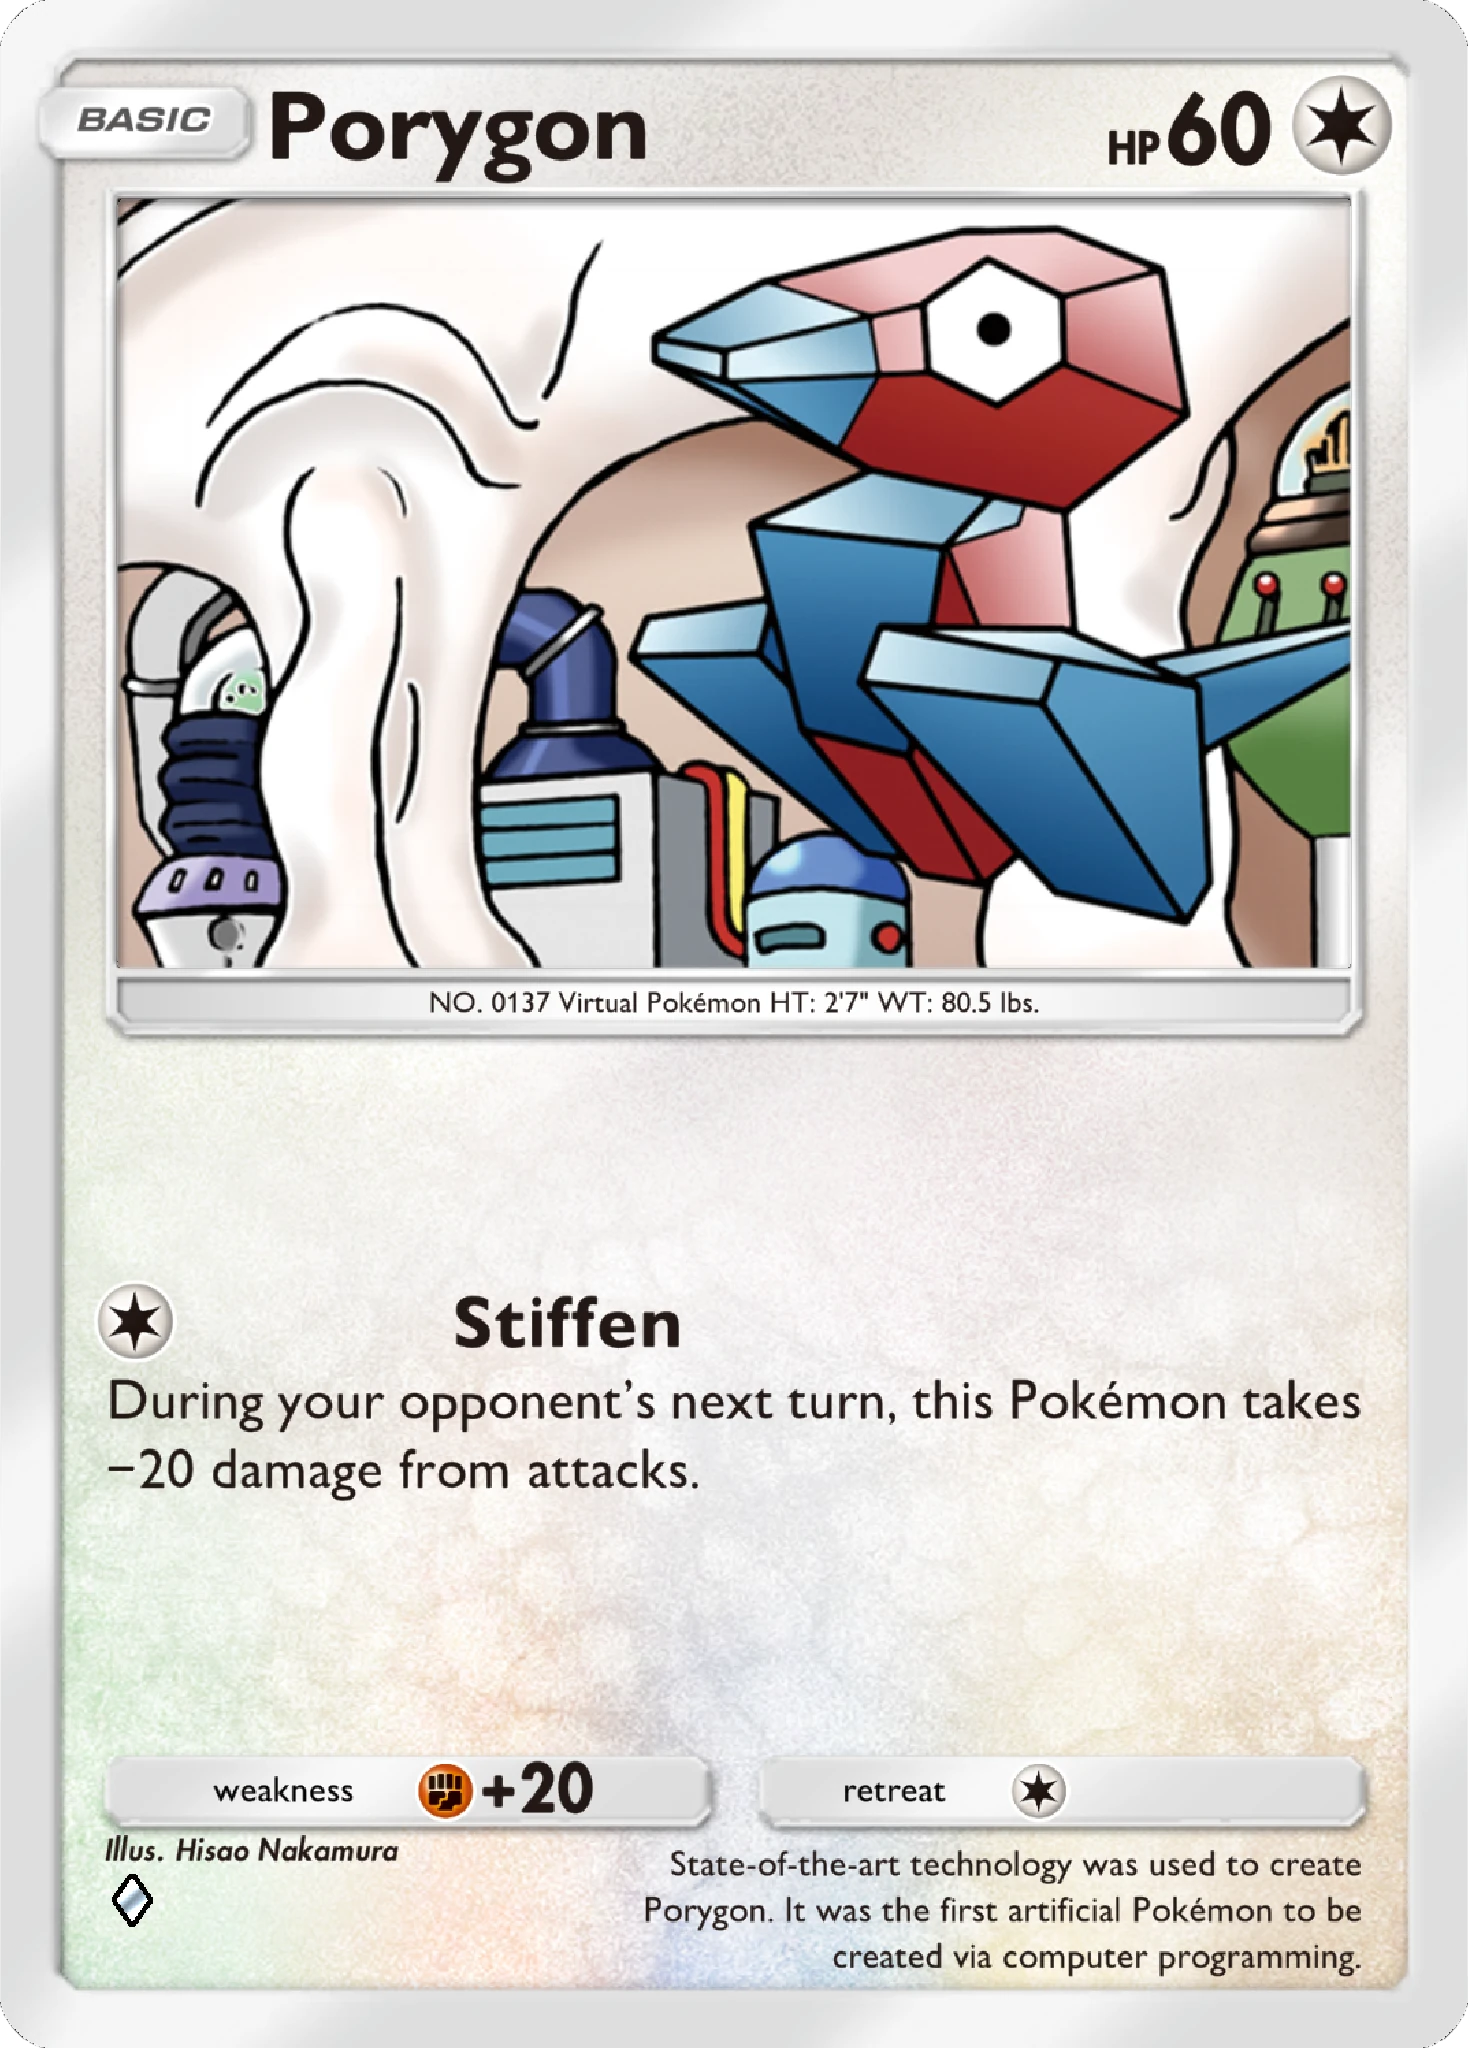 BASIC Porygon HP 60
NO. 0137 Virtual Pokémon HT: 2'7" WT: 80.5 lbs.
Stiffen
During your opponent's next turn, this Pokémon takes
−20 damage from attacks.
weakness +20 retreat
Illus. Hisao Nakamura
State-of-the-art technology was used to create
Porygon. It was the first artificial Pokémon to be
created via computer programming.